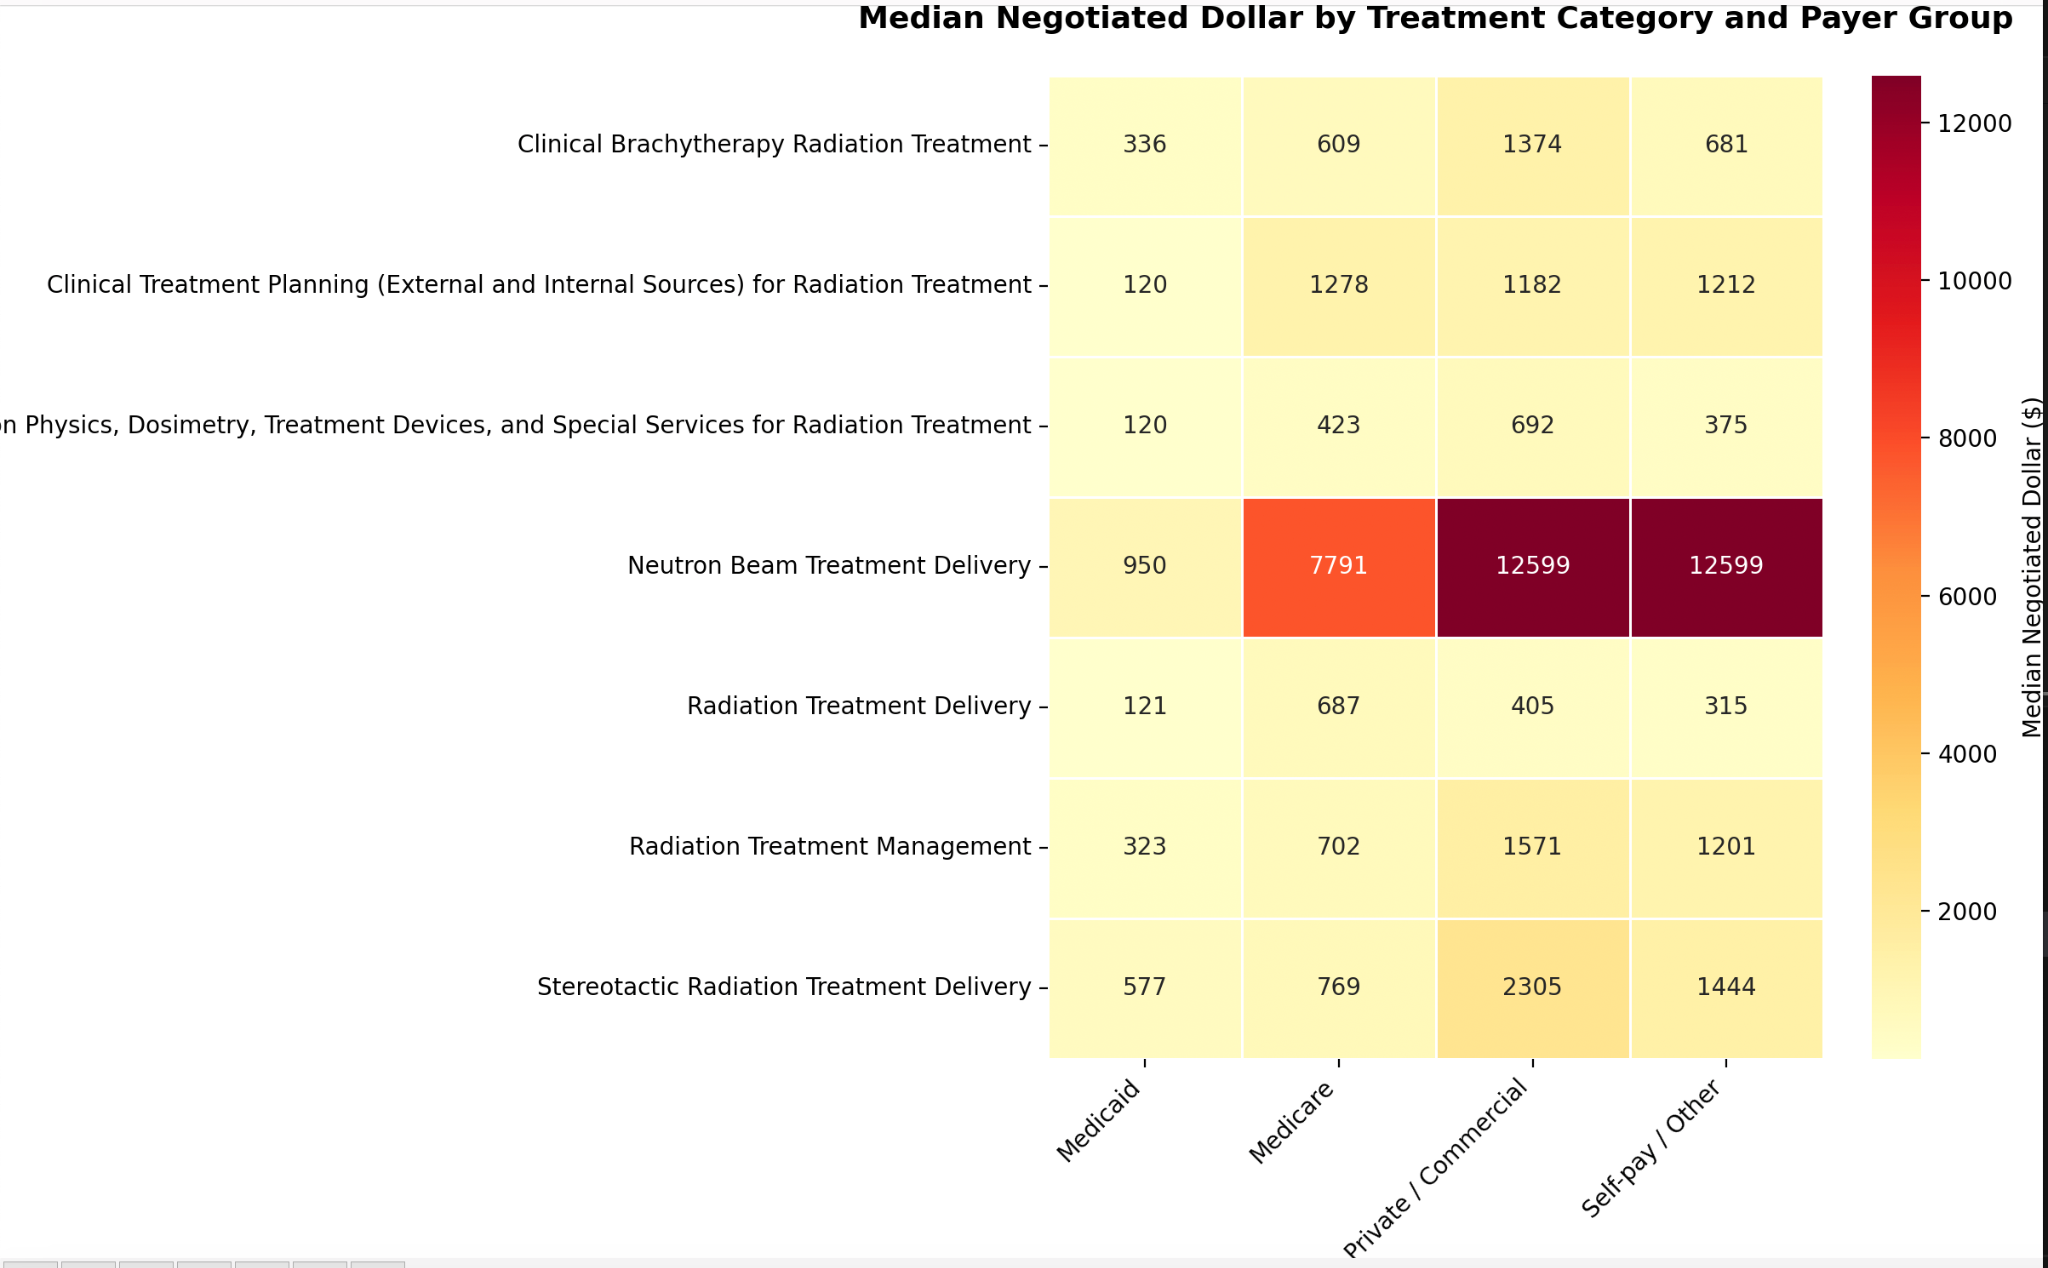 Median Negotiated Dollar by Treatment Category and Payer Group
Clinical Brachytherapy Radiation Treatment 336 609 1374 681
Clinical Treatment Planning (External and Internal Sources) for Radiation Treatment 120 1278 1182 1212
Physics, Dosimetry, Treatment Devices, and Special Services for Radiation Treatment 120 423 692 375
Neutron Beam Treatment Delivery 950 7791 12599 12599
Radiation Treatment Delivery 121 687 405 315
Radiation Treatment Management 323 702 1571 1201
Stereotactic Radiation Treatment Delivery 577 769 2305 1444
Medicaid
Medicare
Private / Commercial
Self-pay / Other
12000
10000
8000
6000
4000
2000
Median Negotiated Dollar ($)